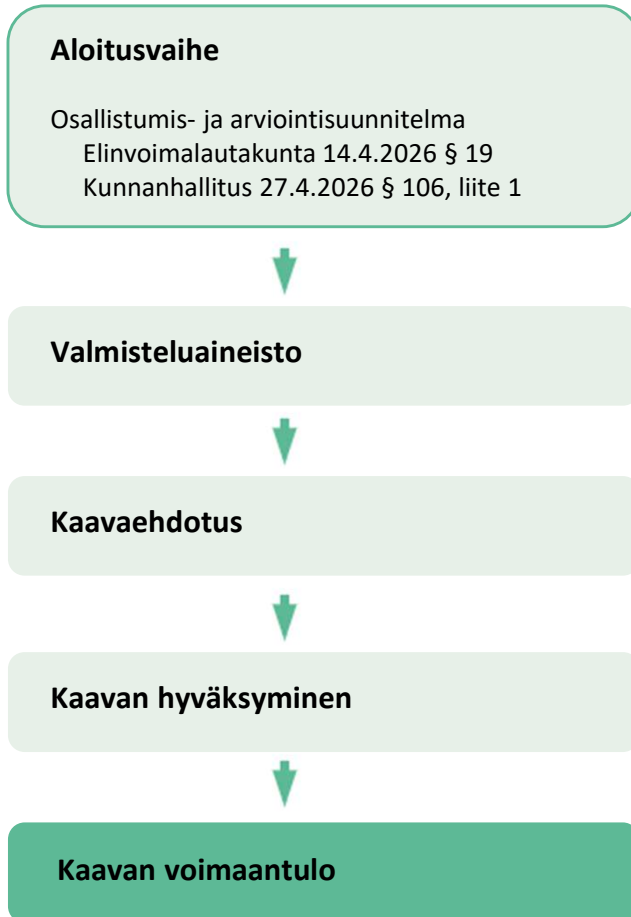 Aloitusvaihe
Osallistumis- ja arviointisuunnitelma
Elinvoimalautakunta 14.4.2026 § 19
Kunnanhallitus 27.4.2026 § 106, liite 1
Valmisteluaineisto
Kaavaehdotus
Kaavan hyväksyminen
Kaavan voimaantulo